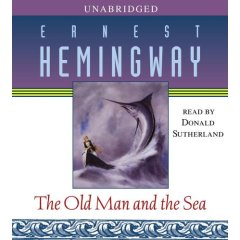 UNABRIDGED
ERNEST
HEMINGWAY
READ BY
DONALD
SUTHERLAND
The Old Man and the Sea